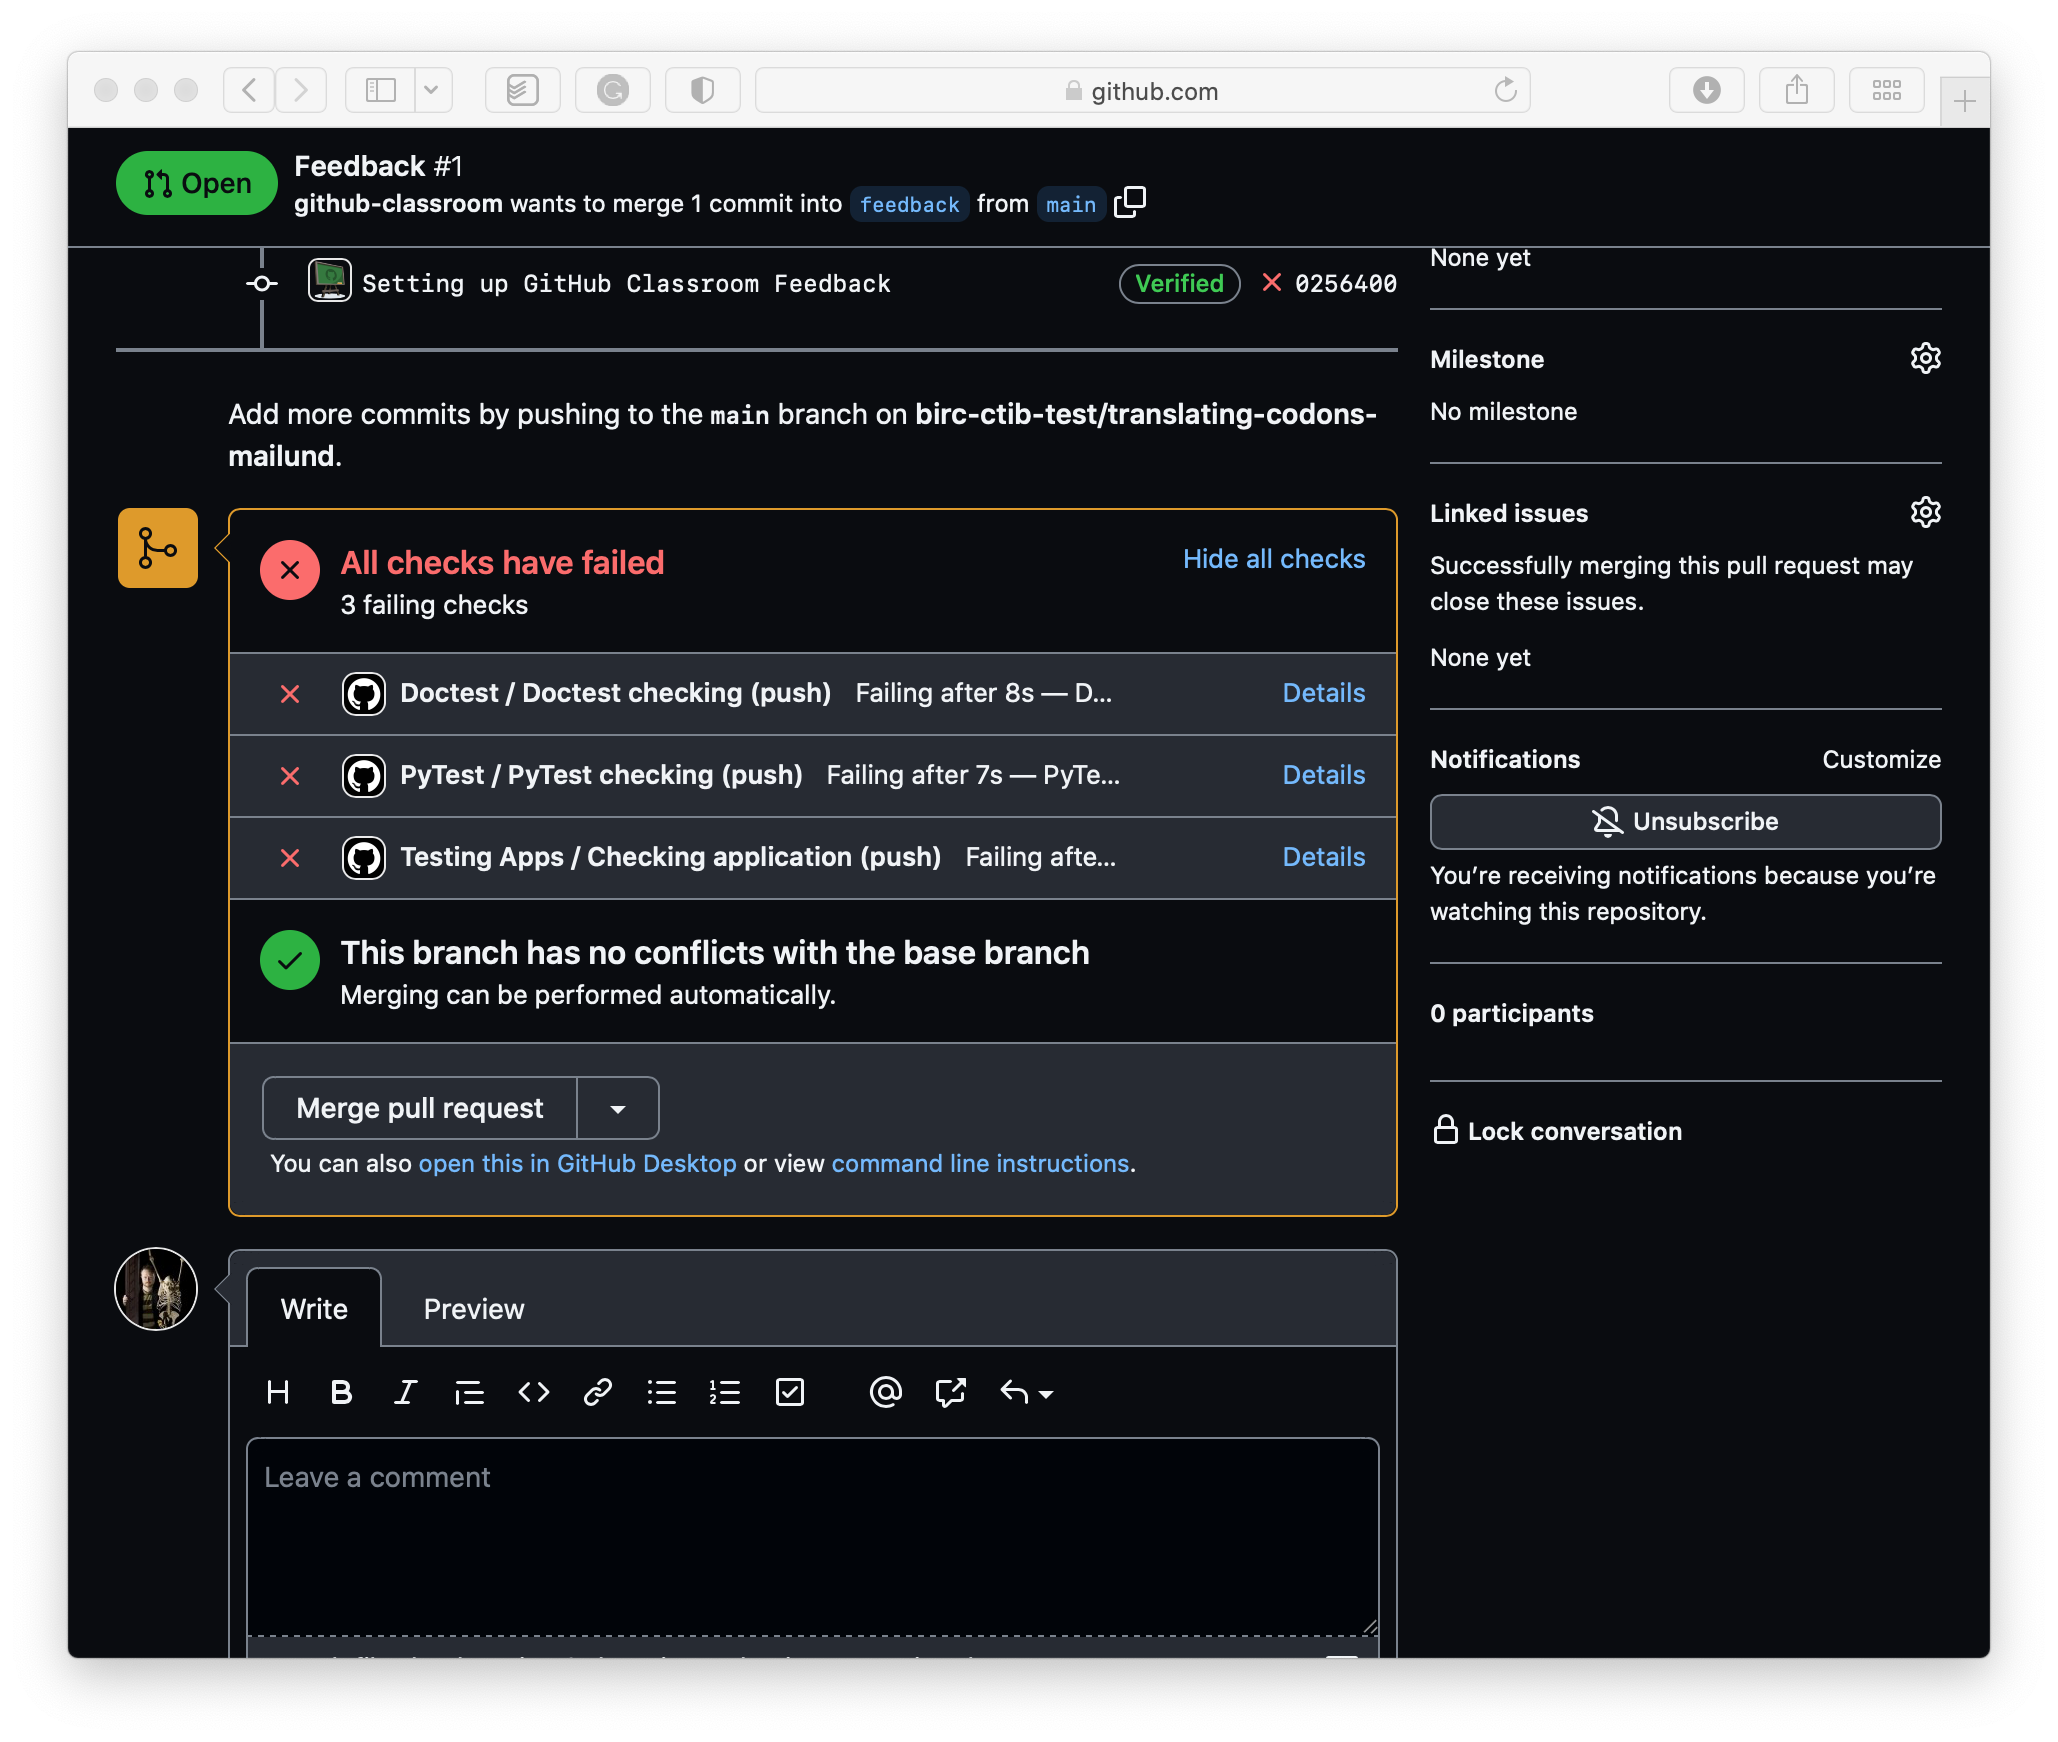 github.com
Open
Feedback #1
github-classroom wants to merge 1 commit into feedback from main
Setting up GitHub Classroom Feedback Verified 0256400
Add more commits by pushing to the main branch on birc-ctib-test/translating-codons-
mailund.
All checks have failed
Hide all checks
3 failing checks
Doctest / Doctest checking (push) Failing after 8s — D... Details
PyTest / PyTest checking (push) Failing after 7s — PyTe... Details
Testing Apps / Checking application (push) Failing afte... Details
This branch has no conflicts with the base branch
Merging can be performed automatically.
Merge pull request
You can also open this in GitHub Desktop or view command line instructions.
Write Preview
Leave a comment
None yet
Milestone
No milestone
Linked issues
Successfully merging this pull request may
close these issues.
None yet
Notifications Customize
Unsubscribe
You’re receiving notifications because you’re
watching this repository.
0 participants
Lock conversation